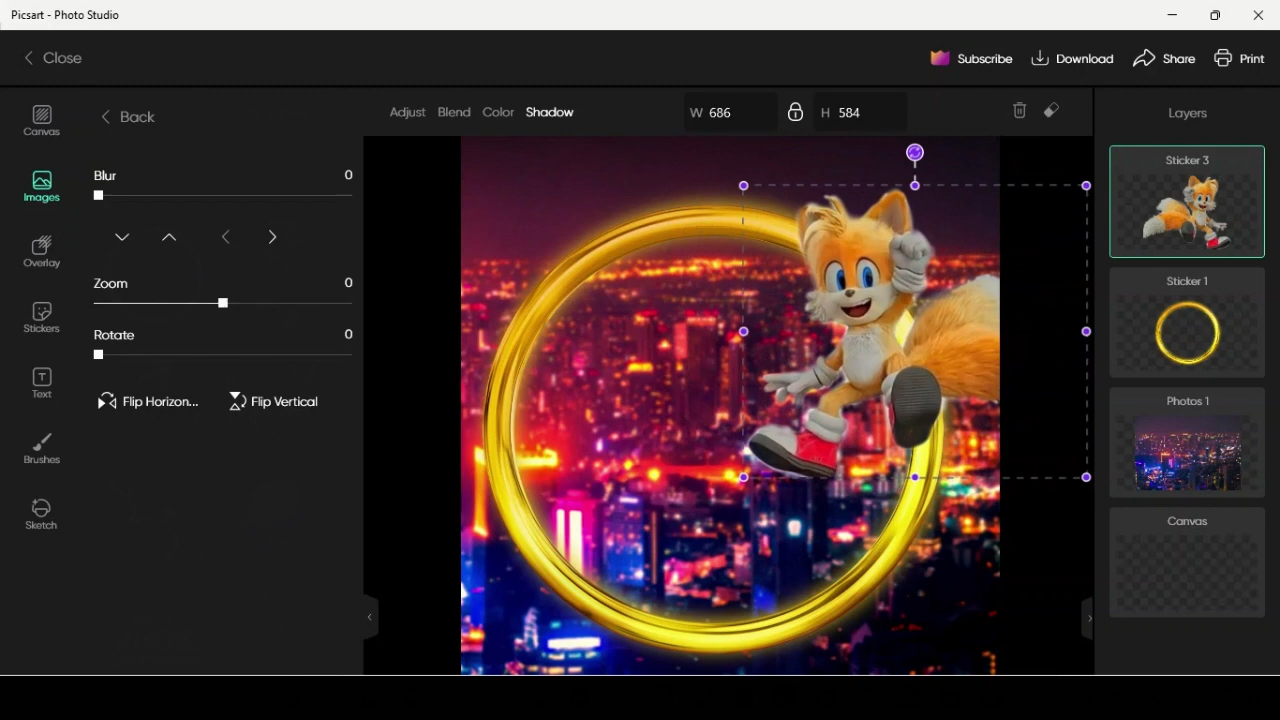 Picsart - Photo Studio
Close
Subscribe
Download
Share
Print
Canvas
Images
Overlay
Stickers
Text
Brushes
Sketch
Back
Blur 0
Zoom 0
Rotate 0
Flip Horizon...
Flip Vertical
Adjust Blend Color Shadow
W 686
H 584
Layers
Sticker 3
Sticker 1
Photos 1
Canvas